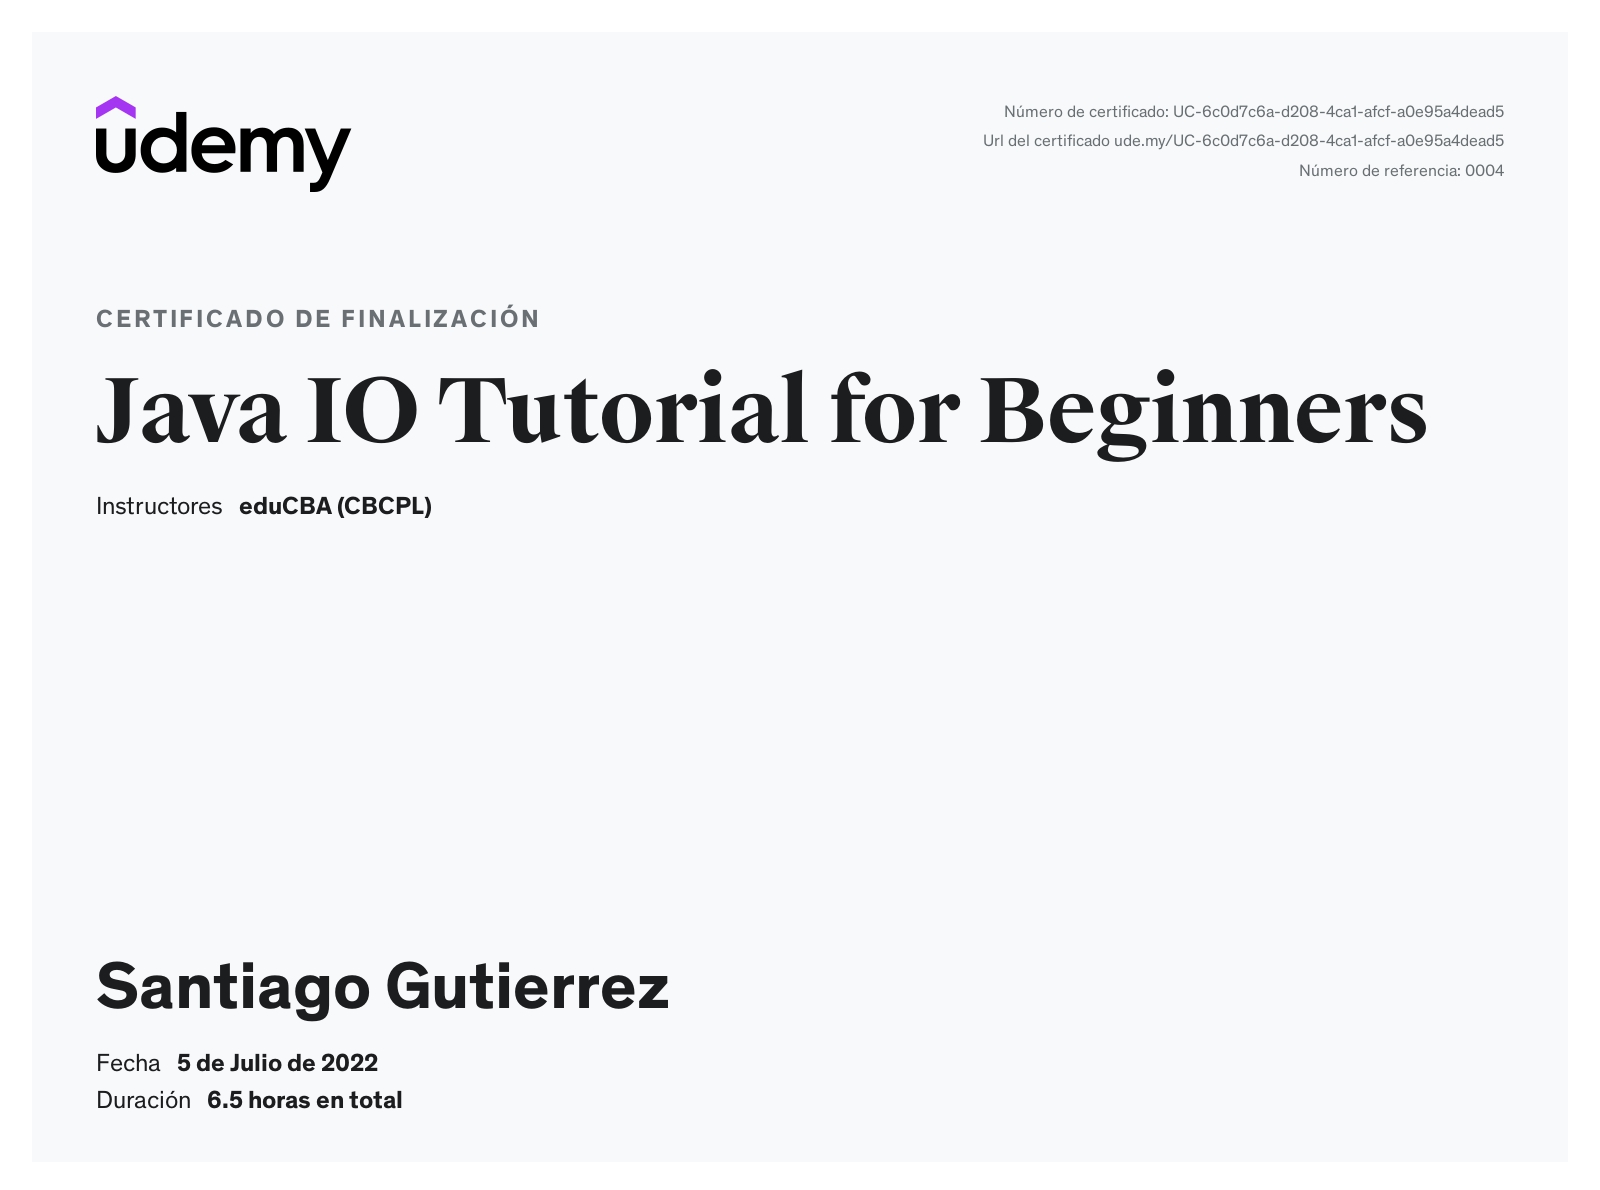 udemy
Número de certificado: UC-6c0d7c6a-d208-4ca1-afcf-a0e95a4dead5
Url del certificado ude.my/UC-6c0d7c6a-d208-4ca1-afcf-a0e95a4dead5
Número de referencia: 0004
CERTIFICADO DE FINALIZACIÓN
Java IO Tutorial for Beginners
Instructores eduCBA (CBCPL)
Santiago Gutierrez
Fecha 5 de Julio de 2022
Duración 6.5 horas en total